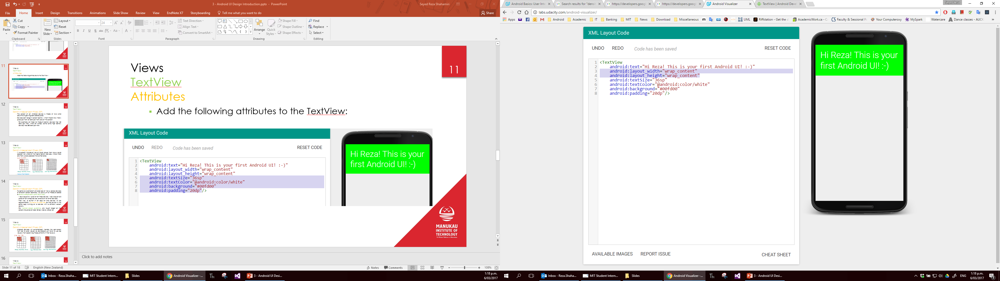 3 - Android UI Design Introduction.pptx - PowerPoint
Seyed Reza Shahamiri
File Home Insert Design Transitions Animations Slide Show Review View EndNote X7 Storyboarding Tell me what you want to do
Share
Paste
Cut
Copy
Format Painter
Clipboard
New Slide
Layout
Reset
Section
Slides
24
Font
Text Direction
Align Text
Convert to SmartArt
Paragraph
Arrange
Quick Styles
Shape Fill
Shape Outline
Shape Effects
Drawing
Find
Replace
Select
Editing
11
12
13
14
15
16
Views
TextView
Attributes
11
Add the following attributes to the TextView:
XML Layout Code
UNDO REDO Code has been saved RESET CODE
1 <TextView
2 android:text="Hi Reza! This is your first Android UI! :-)"
3 android:layout_width="wrap_content"
4 android:layout_height="wrap_content"
5 android:textSize="36sp"
6 android:textColor="@android:color/white"
7 android:background="#00fd00"
8 android:padding="20dp"/>
Hi Reza! This is your
first Android UI! :-)
MANUKAU
INSTITUTE OF
TECHNOLOGY
Click to add notes
Slide 11 of 18 English (New Zealand) Notes Comments 108%
Inbox - Reza.Shaha... MIT Student Intern... Slides Android Visualizer -... 3 - Android UI Desi... 1:18 p.m.
6/03/2017
Android Basics: User Inte Search results for "densit https://developers.googl https://developers.googl Android Visualizer TextView | Android Devel Seyed Reza
labs.udacity.com/android-visualizer/
Apps Android Academic IT Banking MIT News Download Miscellaneous UML Riffstation - Get the c AcademicWork.ca - C Faculty & Sessional P Your Computeroxy MySpark Watercare Dance classes - AUCK
XML Layout Code
UNDO REDO Code has been saved RESET CODE
1 <TextView
2 android:text="Hi Reza! This is your first Android UI! :-)"
3 android:layout_width="wrap_content"
4 android:layout_height="wrap_content"
5 android:textSize="36sp"
6 android:textColor="@android:color/white"
7 android:background="#00fd00"
8 android:padding="20dp"/>
Hi Reza! This is your
first Android UI! :-)
AVAILABLE IMAGES REPORT ISSUE CHEAT SHEET
Inbox - Reza.Shaha... MIT Student Intern... Slides Android Visualizer -... 3 - Android UI Desi... ENG 1:18 p.m.
6/03/2017